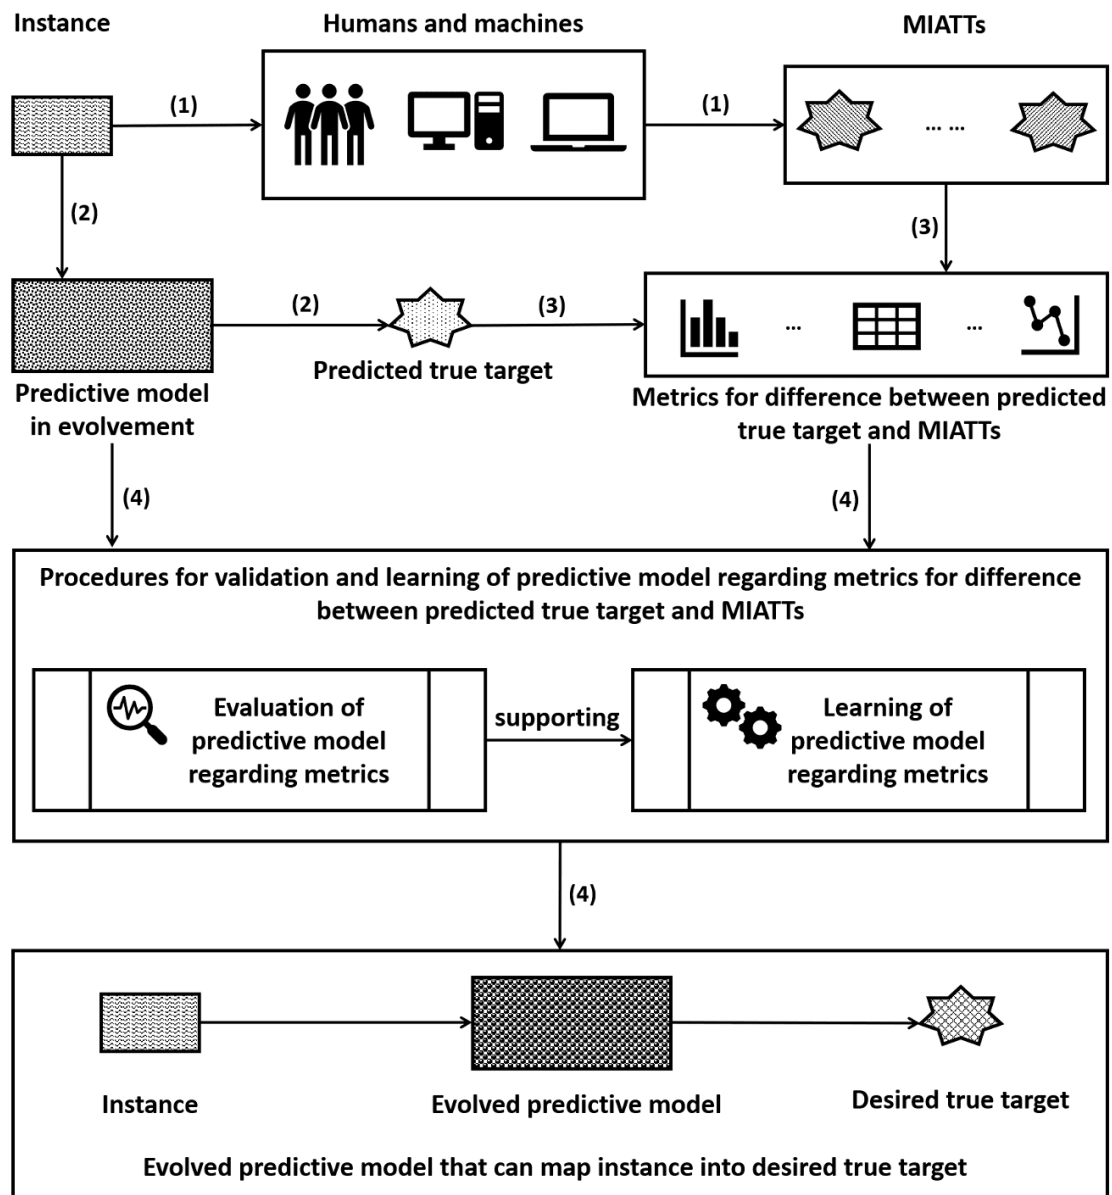 Instance
Humans and machines
MIATTs
(1)
(1)
... ...
(2)
(3)
(2)
(3)
... ...
Predicted true target
Predictive model
in evolvement
Metrics for difference between predicted
true target and MIATTs
(4)
(4)
Procedures for validation and learning of predictive model regarding metrics for difference
between predicted true target and MIATTs
Evaluation of
predictive model
regarding metrics
supporting
Learning of
predictive model
regarding metrics
(4)
Instance
Evolved predictive model
Desired true target
Evolved predictive model that can map instance into desired true target